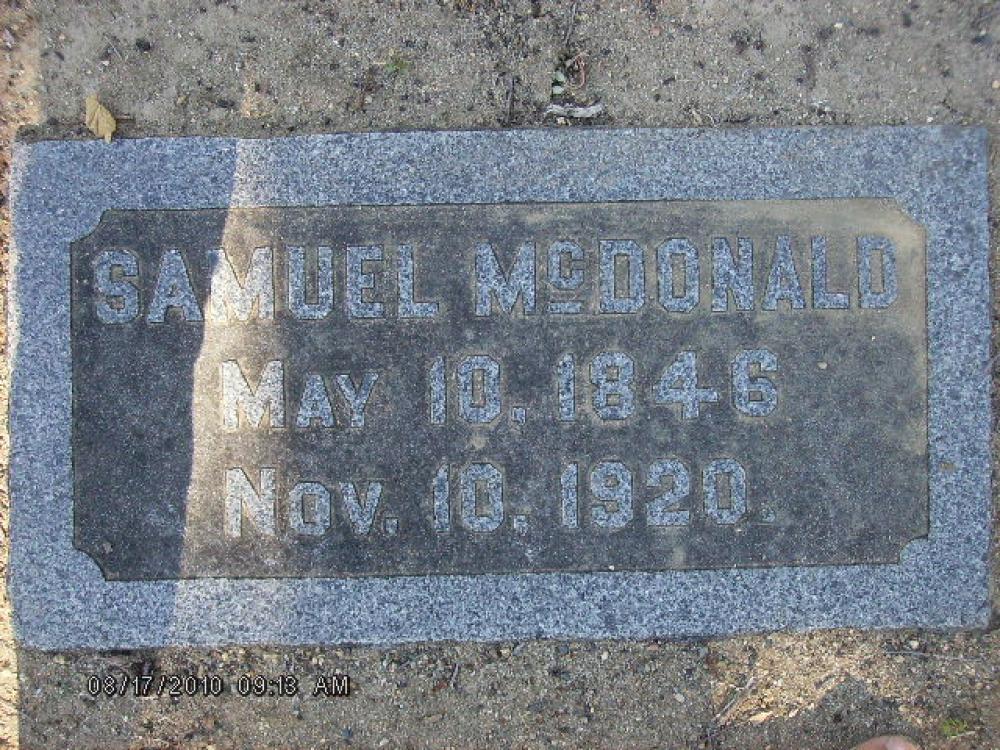 SAMUEL McDONALD
MAY 10, 1846
NOV. 10, 1920.
08/17/2010 09:13 AM